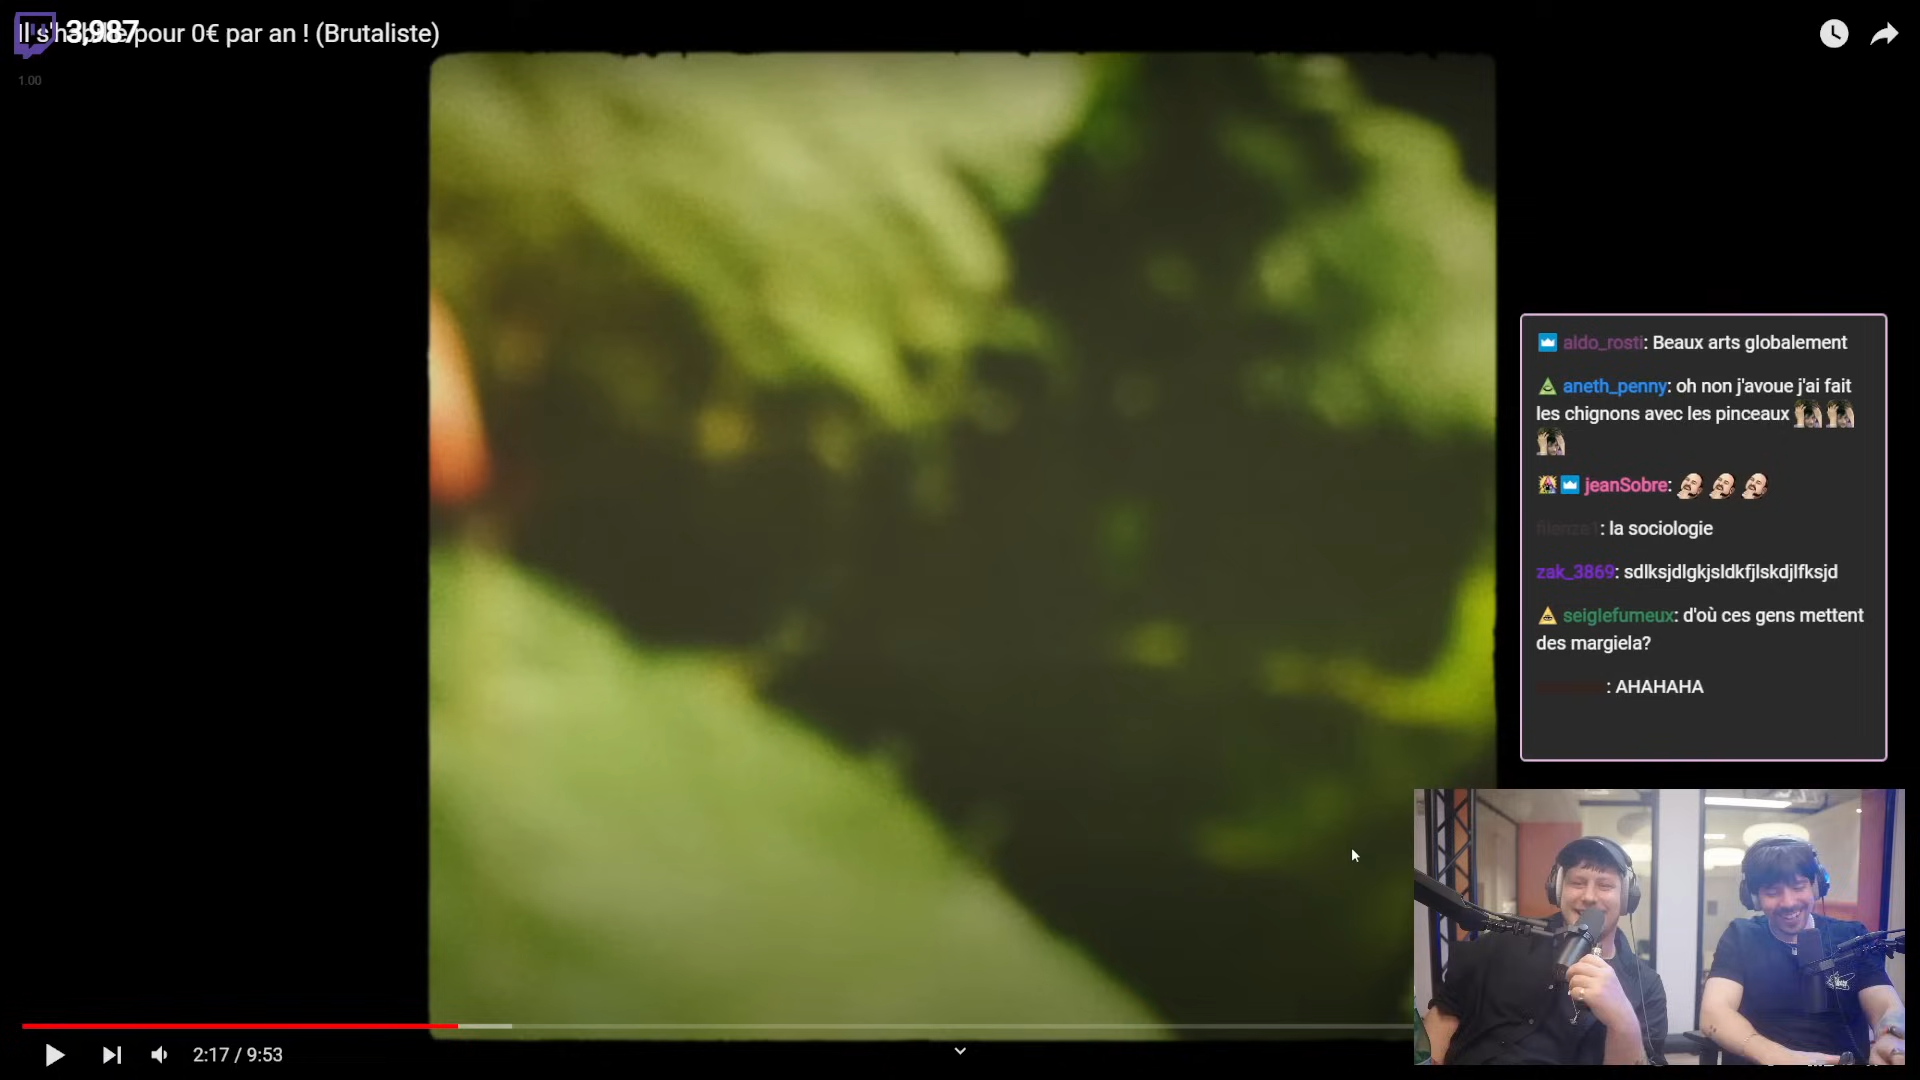 Il s'habille pour 0€ par an ! (Brutaliste)
3,987
1.00
aldo_rosti: Beaux arts globalement
aneth_penny: oh non j'avoue j'ai fait
les chignons avec les pinceaux
jeanSobre:
: la sociologie
zak_3869: sdlksjdlgkjsldkfjlskdjlfksjd
seiglefumeux: d'où ces gens mettent
des margiela?
: AHAHAHA
2:17 / 9:53